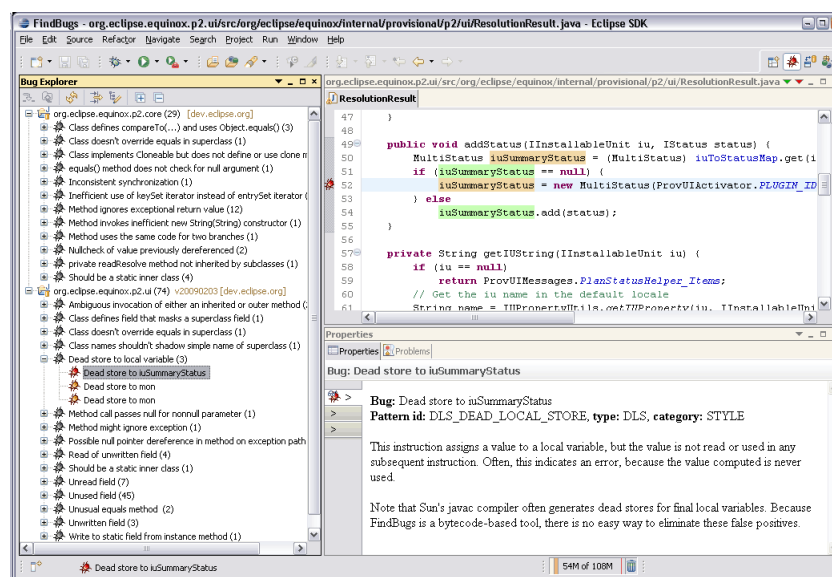 FindBugs - org.eclipse.equinox.p2.ui/src/org/eclipse/equinox/internal/provisional/p2/ui/ResolutionResult.java - Eclipse SDK
File Edit Source Refactor Navigate Search Project Run Window Help
Bug Explorer
org.eclipse.equinox.p2.core (29) [dev.eclipse.org]
Class defines compareTo(...) and uses Object.equals() (3)
Class doesn't override equals in superclass (1)
Class implements Cloneable but does not define or use clone m
equals() method does not check for null argument (1)
Inconsistent synchronization (1)
Inefficient use of keySet iterator instead of entrySet iterator (
Method ignores exceptional return value (12)
Method invokes inefficient new String(String) constructor (1)
Method uses the same code for two branches (1)
Nullcheck of value previously dereferenced (2)
private readResolve method not inherited by subclasses (1)
Should be a static inner class (4)
org.eclipse.equinox.p2.ui (74) v20090203 [dev.eclipse.org]
Ambiguous invocation of either an inherited or outer method (
Class defines field that masks a superclass field (1)
Class doesn't override equals in superclass (1)
Class names shouldn't shadow simple name of superclass (1)
Dead store to local variable (3)
Dead store to iuSummaryStatus
Dead store to mon
Dead store to mon
Method call passes null for nonnull parameter (1)
Method might ignore exception (1)
Possible null pointer dereference in method on exception path
Read of unwritten field (4)
Should be a static inner class (1)
Unread field (7)
Unused field (45)
Unusual equals method (2)
Unwritten field (3)
Write to static field from instance method (1)
org.eclipse.equinox.p2.ui/src/org/eclipse/equinox/internal/provisional/p2/ui/ResolutionResult.java
ResolutionResult
47 }
48
49 public void addStatus(IInstallableUnit iu, IStatus status) {
50 MultiStatus iuSummaryStatus = (MultiStatus) iuToStatusMap.get(i
51 if (iuSummaryStatus == null) {
52 iuSummaryStatus = new MultiStatus(ProvUIActivator.PLUGIN_ID
53 } else
54 iuSummaryStatus.add(status);
55 }
56
57 private String getIUString(IInstallableUnit iu) {
58 if (iu == null)
59 return ProvUIMessages.PlanStatusHelper_Items;
60 // Get the iu name in the default locale
61 String name = IUPropertyUtils.getIUProperty(iu, IInstallableUni
Properties
Properties Problems
Bug: Dead store to iuSummaryStatus
>
>
>
Bug: Dead store to iuSummaryStatus
Pattern id: DLS_DEAD_LOCAL_STORE, type: DLS, category: STYLE
This instruction assigns a value to a local variable, but the value is not read or used in any
subsequent instruction. Often, this indicates an error, because the value computed is never
used.
Note that Sun's javac compiler often generates dead stores for final local variables. Because
FindBugs is a bytecode-based tool, there is no easy way to eliminate these false positives.
Dead store to iuSummaryStatus
54M of 108M